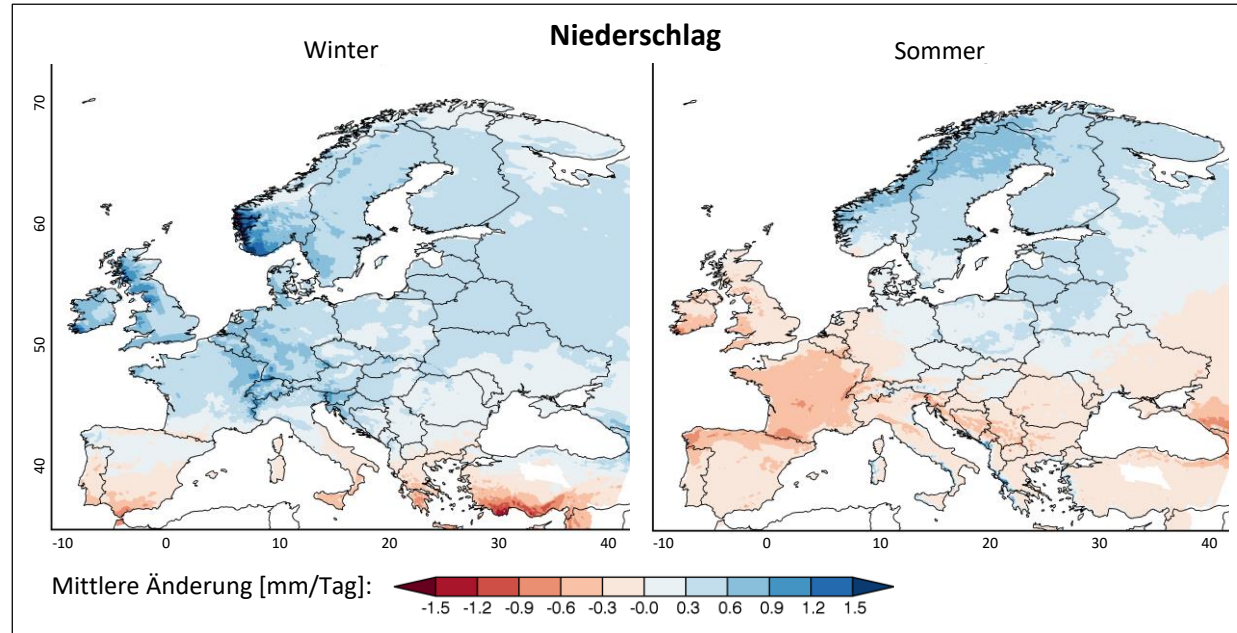 Niederschlag
Winter
Sommer
70
60
50
40
-10 0 10 20 30 40
-10 0 10 20 30 40
Mittlere Änderung [mm/Tag]:
-1.5 -1.2 -0.9 -0.6 -0.3 -0.0 0.3 0.6 0.9 1.2 1.5